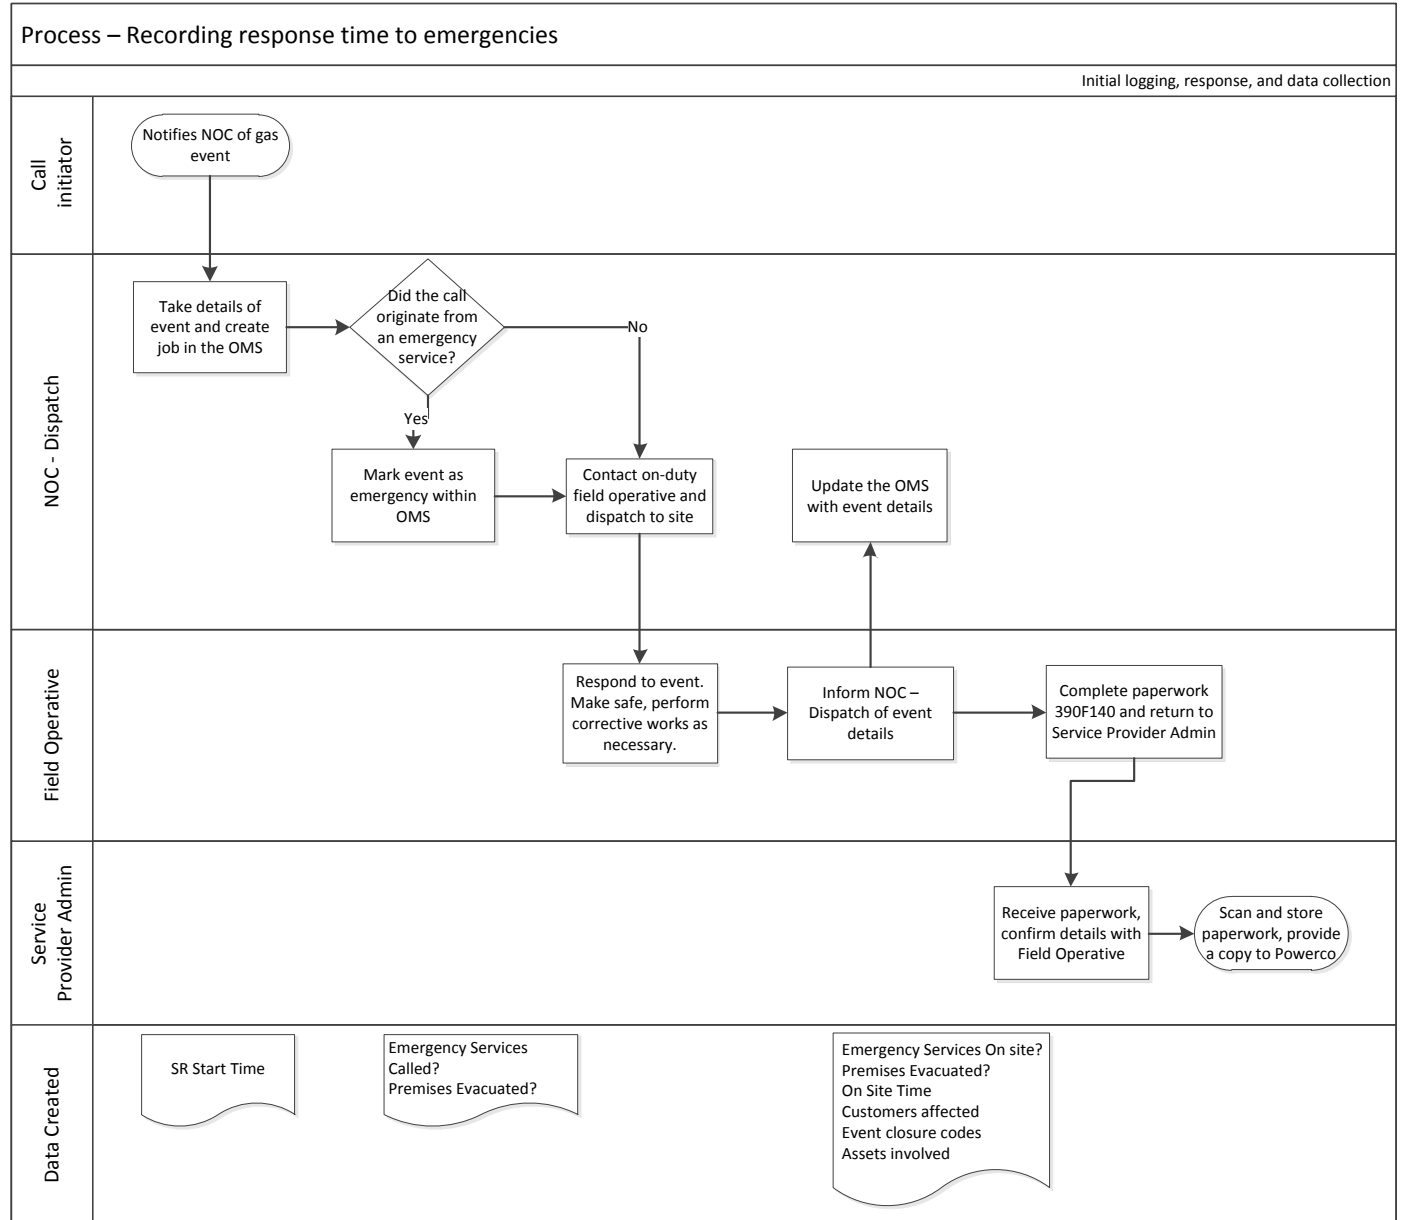 Process – Recording response time to emergencies
Initial logging, response, and data collection
Call
initiator
Notifies NOC of gas
event
NOC - Dispatch
Take details of
event and create
job in the OMS
Did the call
originate from
an emergency
service?
No
Yes
Mark event as
emergency within
OMS
Contact on-duty
field operative and
dispatch to site
Update the OMS
with event details
Field Operative
Respond to event.
Make safe, perform
corrective works as
necessary.
Inform NOC –
Dispatch of event
details
Complete paperwork
390F140 and return to
Service Provider Admin
Service
Provider Admin
Receive paperwork,
confirm details with
Field Operative
Scan and store
paperwork, provide
a copy to Powerco
Data Created
SR Start Time
Emergency Services
Called?
Premises Evacuated?
Emergency Services On site?
Premises Evacuated?
On Site Time
Customers affected
Event closure codes
Assets involved